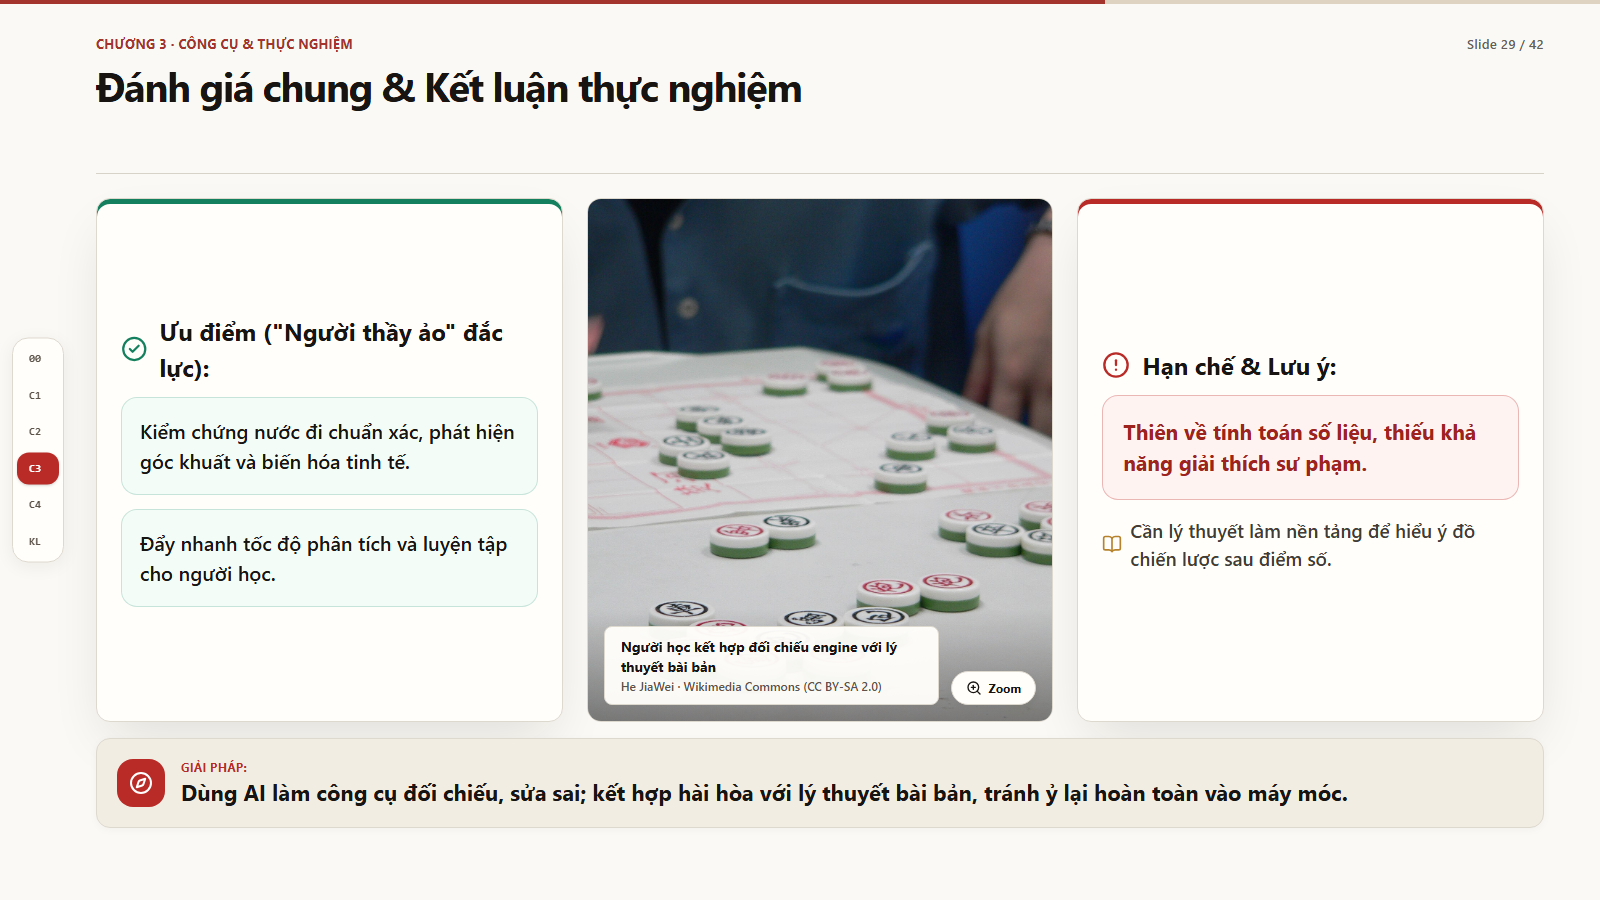 CHƯƠNG 3 · CÔNG CỤ & THỰC NGHIỆM
Slide 29 / 42
Đánh giá chung & Kết luận thực nghiệm
00
C1
C2
C3
C4
KL
Ưu điểm ("Người thầy ảo" đắc
lực):
Kiểm chứng nước đi chuẩn xác, phát hiện
góc khuất và biến hóa tinh tế.
Đẩy nhanh tốc độ phân tích và luyện tập
cho người học.
Người học kết hợp đối chiếu engine với lý
thuyết bài bản
He JiaWei · Wikimedia Commons (CC BY-SA 2.0)
Zoom
Hạn chế & Lưu ý:
Thiên về tính toán số liệu, thiếu khả
năng giải thích sư phạm.
Cần lý thuyết làm nền tảng để hiểu ý đồ
chiến lược sau điểm số.
GIẢI PHÁP:
Dùng AI làm công cụ đối chiếu, sửa sai; kết hợp hài hòa với lý thuyết bài bản, tránh ỷ lại hoàn toàn vào máy móc.